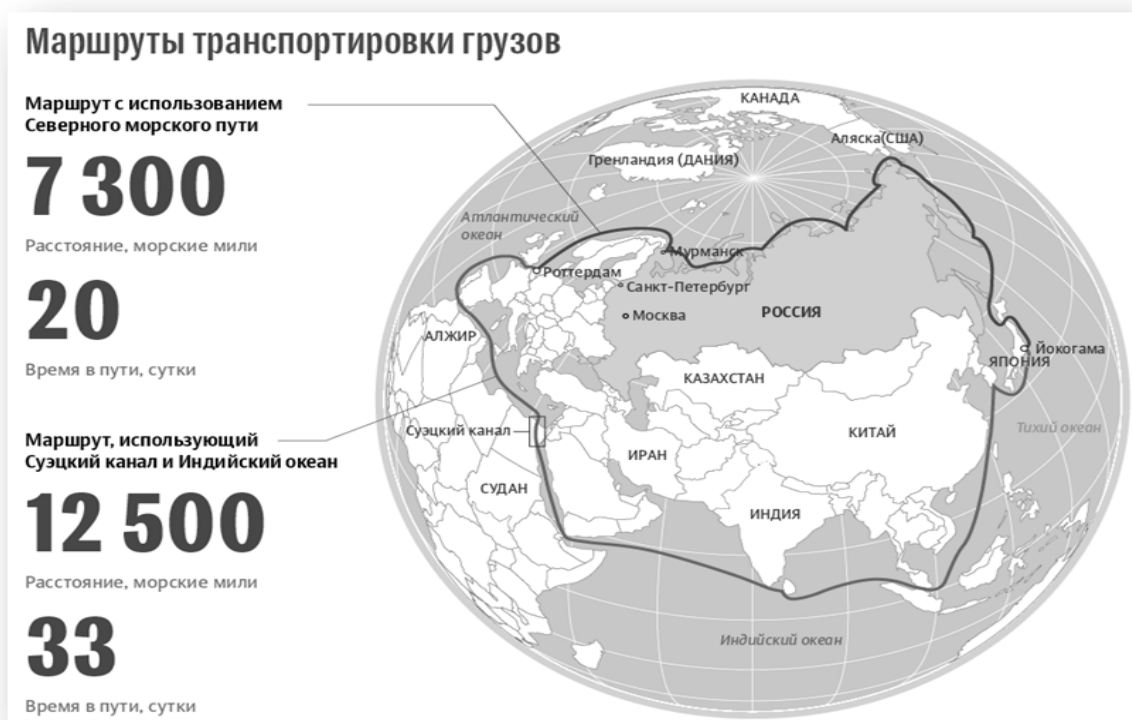 Маршруты транспортировки грузов
Маршрут с использованием
Северного морского пути
7 300
Расстояние, морские мили
20
Время в пути, сутки
Маршрут, использующий
Суэцкий канал и Индийский океан
12 500
Расстояние, морские мили
33
Время в пути, сутки
КАНАДА
Аляска(США)
Гренландия (ДАНИЯ)
Атлантический
океан
Мурманск
Роттердам
Санкт-Петербург
Москва
РОССИЯ
АЛЖИР
Йокогама
ЯПОНИЯ
КАЗАХСТАН
Суэцкий канал
КИТАЙ
Тихий океан
ИРАН
СУДАН
ИНДИЯ
Индийский океан